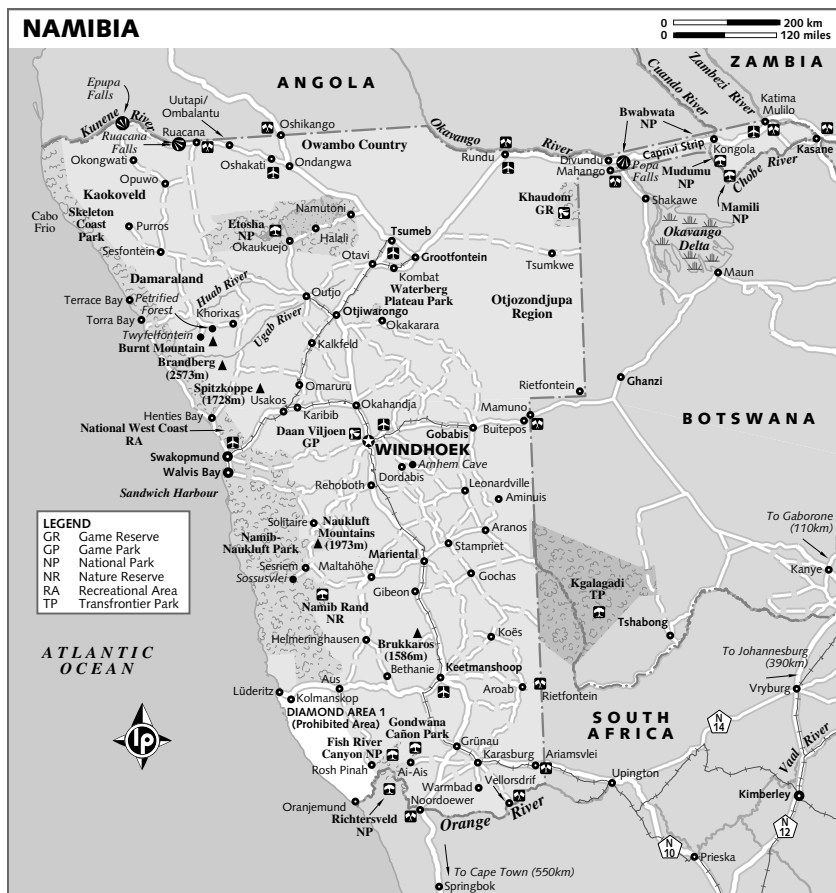 NAMIBIA
0 200 km
0 120 miles
ZAMBIA
ANGOLA
Epupa
Falls
Kunene River
Ruacana
Falls
Ruacana
Uutapi/
Ombalantu
Oshikango
Owambo Country
Okavango River
Cuando River
Zambezi River
Bwabwata
NP
Katima
Mulilo
Kasane
Caprivi Strip
Kongola
Chobe River
Mudumu
NP
Mamili
NP
Divundu
Mahango
Popa
Falls
Rundu
Okongwati
Oshakati
Ondangwa
Opuwo
Kaokoveld
Khaudom
GR
Shakawe
Okavango
Delta
Maun
Cabo
Frio
Skeleton
Coast
Park
Purros
Sesfontein
Etosha
NP
Namutoni
Halali
Okaukuejo
Tsumeb
Otavi
Grootfontein
Kombat
Waterberg
Plateau Park
Tsumkwe
Otjozondjupa
Region
Damaraland
Huab River
Terrace Bay
Petrified
Forest
Khorixas
Torra Bay
Twyfelfontein
Burnt Mountain
Ugab River
Outjo
Otjiwarongo
Okakarara
Kalkfeld
Brandberg
(2573m)
Spitzkoppe
(1728m)
Omaruru
Usakos
Karibib
Okahandja
Rietfontein
Ghanzi
Mamuno
Buitepos
Gobabis
BOTSWANA
Henties Bay
National West Coast
RA
Daan Viljoen
GP
WINDHOEK
Arnhem Cave
Dordabis
Swakopmund
Walvis Bay
Sandwich Harbour
Rehoboth
Leonardville
Aminuis
LEGEND
GR Game Reserve
GP Game Park
NP National Park
NR Nature Reserve
RA Recreational Area
TP Transfrontier Park
Solitaire
Naukluft
Mountains
(1973m)
Namib-
Naukluft Park
Aranos
Stampriet
Mariental
Sesriem
Sossusvlei
Maltahöhe
Gochas
Gibeon
Namib Rand
NR
Kgalagadi
TP
Tshabong
To Gaborone
(110km)
Kanye
ATLANTIC
OCEAN
Helmeringhausen
Brukkaros
(1586m)
Koës
Bethanie
Keetmanshoop
Aus
Aroab
Rietfontein
Lüderitz
Kolmanskop
DIAMOND AREA 1
(Prohibited Area)
Gondwana
Cañon Park
To Johannesburg
(390km)
Vryburg
SOUTH
AFRICA
N
14
Vaal River
lp
Fish River
Canyon NP
Grünau
Karasburg
Ariamsvlei
Rosh Pinah
Ai-Ais
Warmbad
Vellorsdrif
Upington
Kimberley
Oranjemund
Noordoewer
Richtersveld
NP
Orange River
N
10
N
12
Prieska
To Cape Town (550km)
Springbok